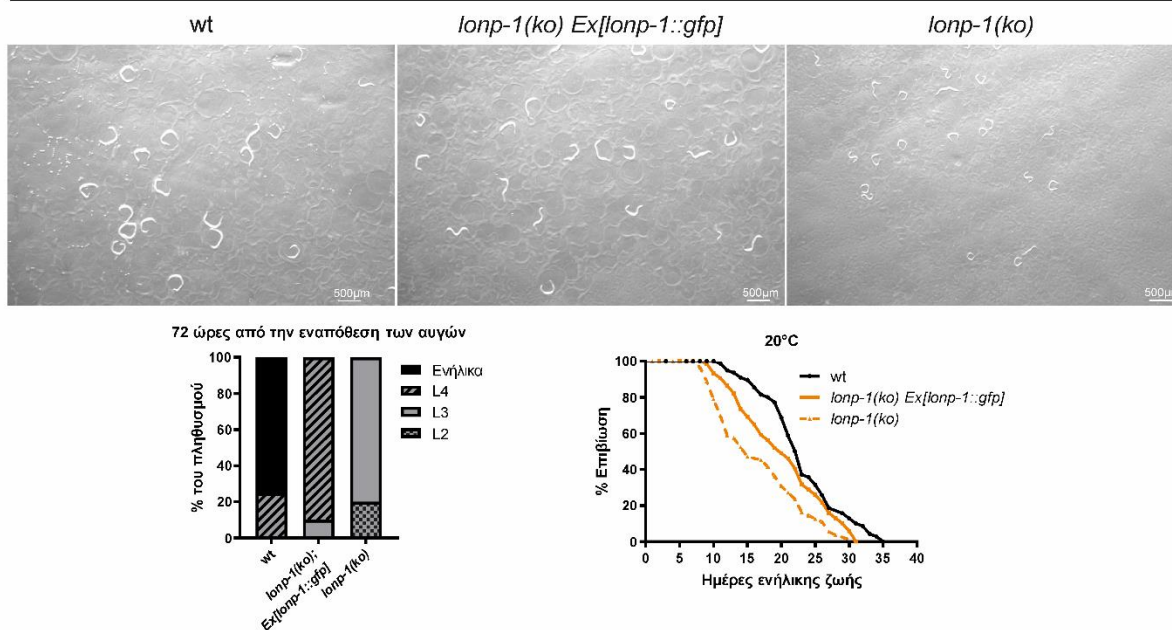 wt
lonp-1(ko) Ex[lonp-1::gfp]
lonp-1(ko)
500μm
500μm
500μm
72 ώρες από την εναπόθεση των αυγών
% του πληθυσμού
100
80
60
40
20
0
wt
lonp-1(ko);
Ex[lonp-1::gfp]
lonp-1(ko)
Ενήλικα
L4
L3
L2
20°C
% Επιβίωση
100
80
60
40
20
0
0
5
10
15
20
25
30
35
40
Ημέρες ενήλικης ζωής
wt
lonp-1(ko) Ex[lonp-1::gfp]
lonp-1(ko)